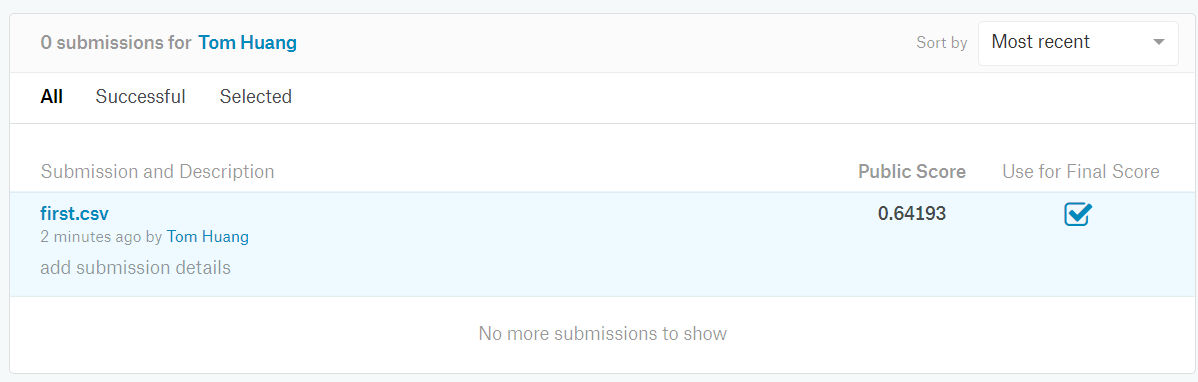 0 submissions for Tom Huang
Sort by Most recent
All Successful Selected
Submission and Description Public Score Use for Final Score
first.csv 0.64193
2 minutes ago by Tom Huang
add submission details
No more submissions to show